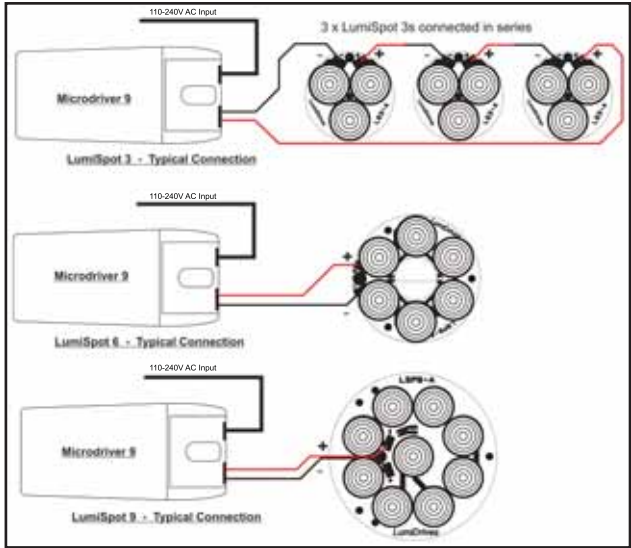 110-240V AC Input
3 x LumiSpot 3s connected in series
- +
- +
- +
Microdriver 9
LumiSpot 3 - Typical Connection
110-240V AC Input
+
Microdriver 9
-
LumiSpot 6 - Typical Connection
110-240V AC Input
LSP9-A
+
Microdriver 9
-
LumiDrives
LumiSpot 9 - Typical Connection